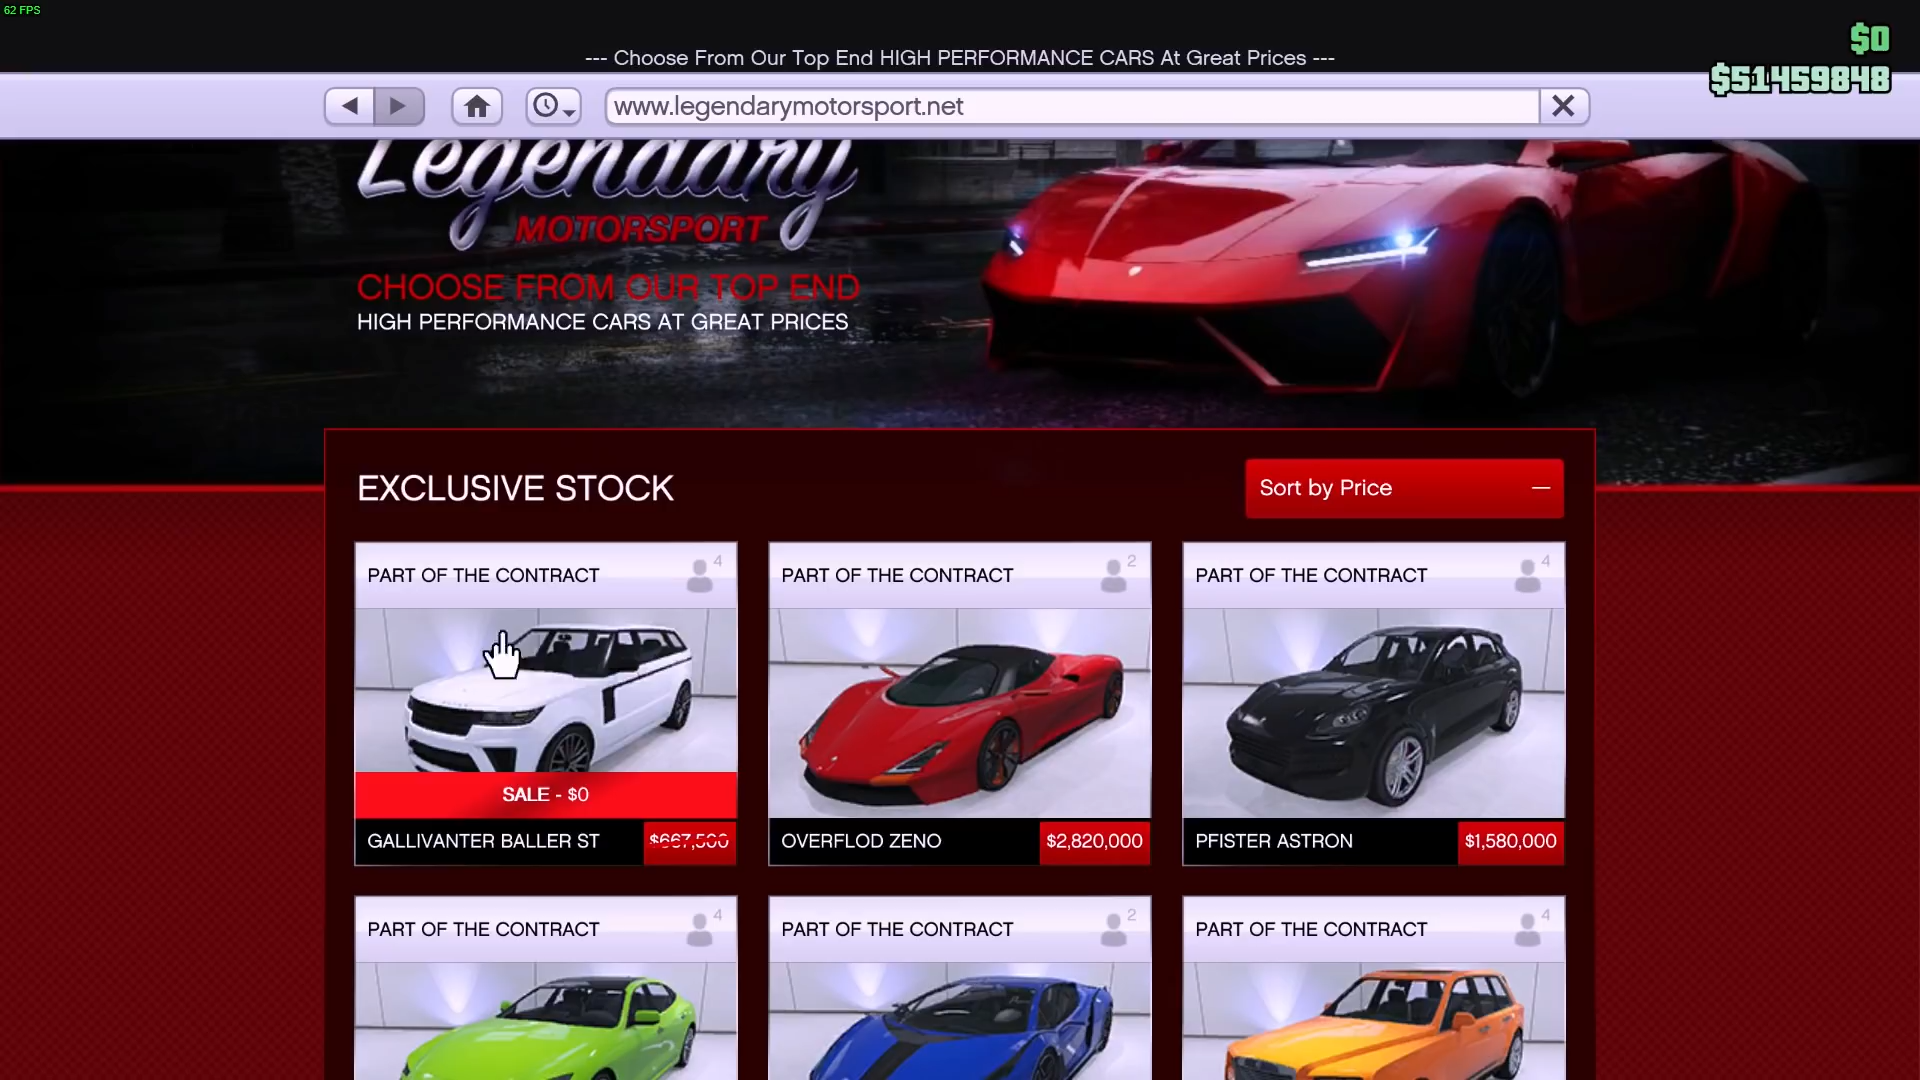 62 FPS
$0
--- Choose From Our Top End HIGH PERFORMANCE CARS At Great Prices ---
$51459848
www.legendarymotorsport.net
Legendary
MOTORSPORT
CHOOSE FROM OUR TOP END
HIGH PERFORMANCE CARS AT GREAT PRICES
EXCLUSIVE STOCK
Sort by Price
PART OF THE CONTRACT 4
PART OF THE CONTRACT 2
PART OF THE CONTRACT 4
SALE - $0
GALLIVANTER BALLER ST $667,500
OVERFLOD ZENO $2,820,000
PFISTER ASTRON $1,580,000
PART OF THE CONTRACT 4
PART OF THE CONTRACT 2
PART OF THE CONTRACT 4